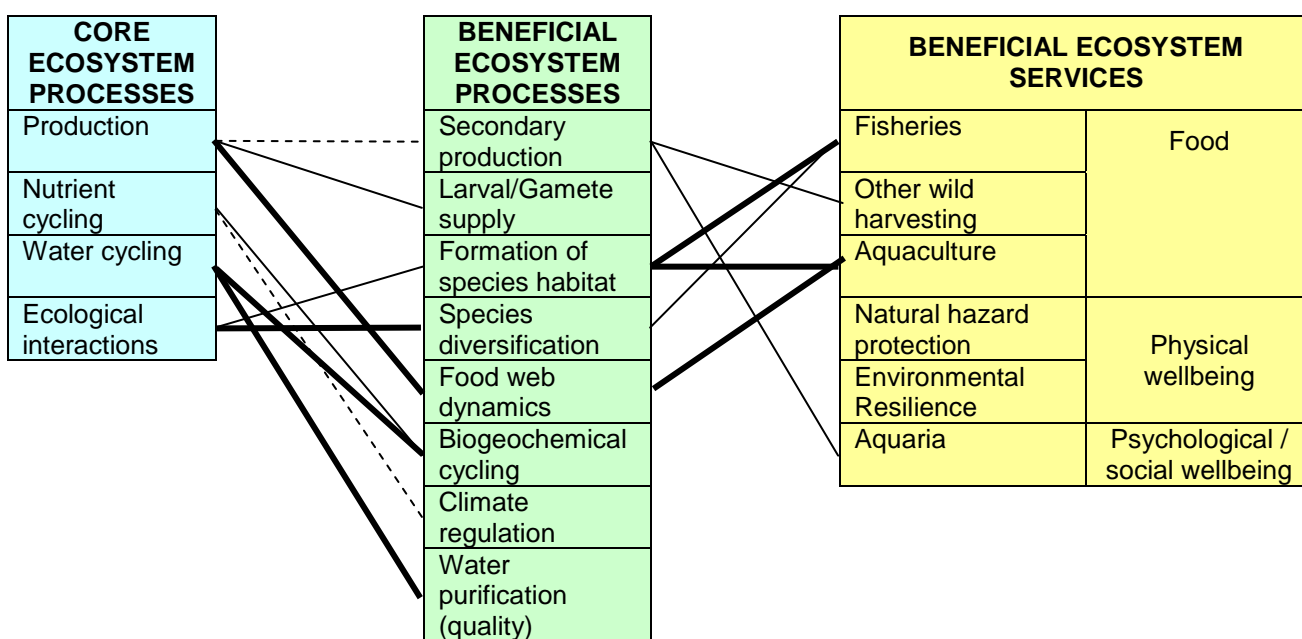 CORE
ECOSYSTEM
PROCESSES
Production
Nutrient
cycling
Water cycling
Ecological
interactions
BENEFICIAL
ECOSYSTEM
PROCESSES
Secondary
production
Larval/Gamete
supply
Formation of
species habitat
Species
diversification
Food web
dynamics
Biogeochemical
cycling
Climate
regulation
Water
purification
(quality)
BENEFICIAL ECOSYSTEM
SERVICES
Fisheries
Food
Other wild
harvesting
Aquaculture
Natural hazard
protection
Physical
wellbeing
Environmental
Resilience
Aquaria
Psychological /
social wellbeing